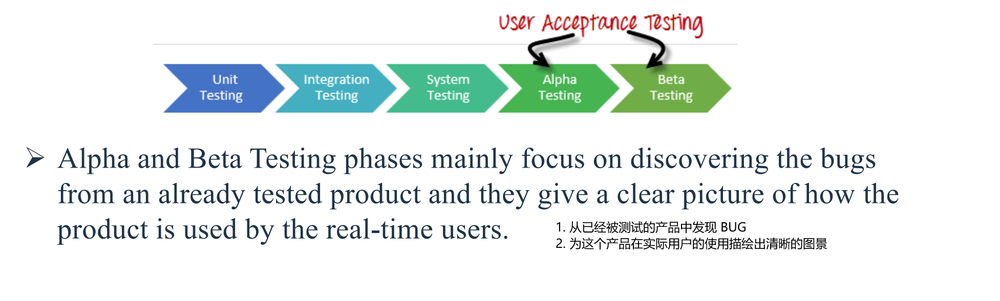 User Acceptance Testing
Unit
Testing
Integration
Testing
System
Testing
Alpha
Testing
Beta
Testing
➢ Alpha and Beta Testing phases mainly focus on discovering the bugs
from an already tested product and they give a clear picture of how the
product is used by the real-time users.
1. 从已经被测试的产品中发现 BUG
2. 为这个产品在实际用户的使用描绘出清晰的图景